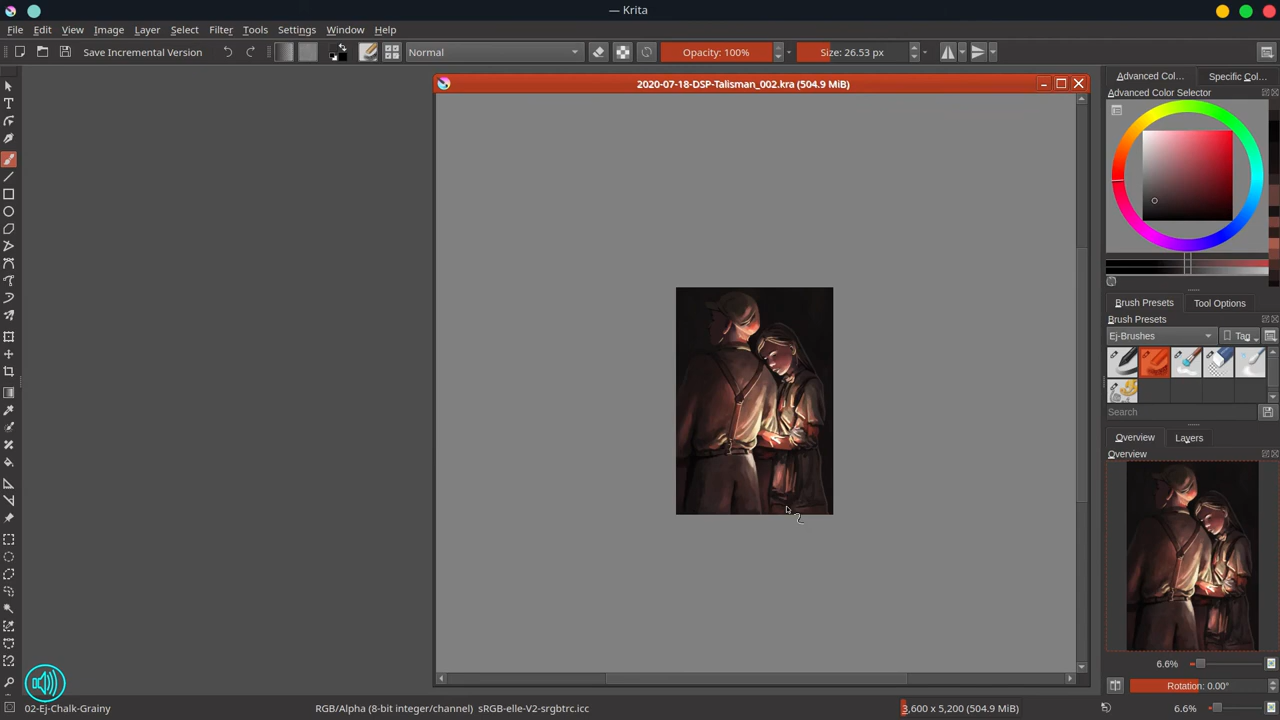 — Krita
File Edit View Image Layer Select Filter Tools Settings Window Help
Save Incremental Version Normal Opacity: 100% Size: 26.53 px
2020-07-18-DSP-Talisman_002.kra (504.9 MiB)
Advanced Col... Specific Col...
Advanced Color Selector
Brush Presets Tool Options
Brush Presets
Ej-Brushes Tag
Search
Overview Layers
Overview
6.6%
Rotation: 0.00°
02-Ej-Chalk-Grainy RGB/Alpha (8-bit integer/channel) sRGB-elle-V2-srgbtrc.icc 3,600 x 5,200 (504.9 MiB) 6.6%